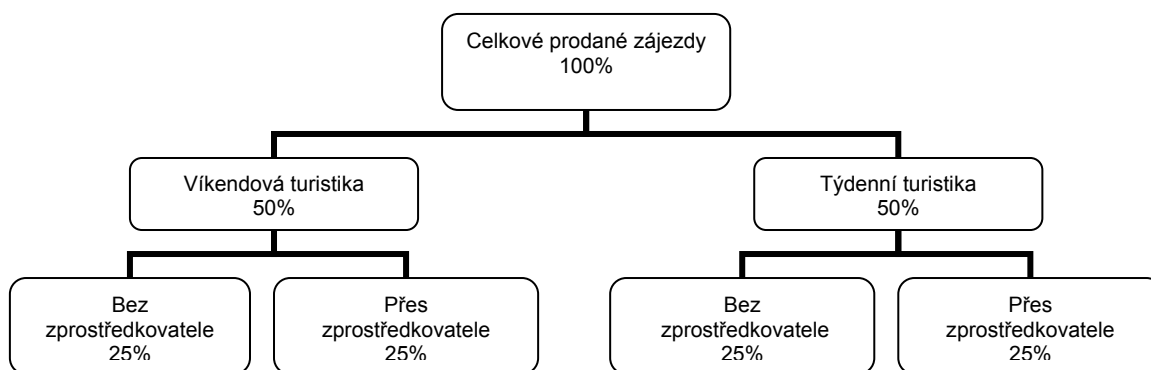 Celkové prodané zájezdy
100%
Víkendová turistika
50%
Týdenní turistika
50%
Bez
zprostředkovatele
25%
Přes
zprostředkovatele
25%
Bez
zprostředkovatele
25%
Přes
zprostředkovatele
25%